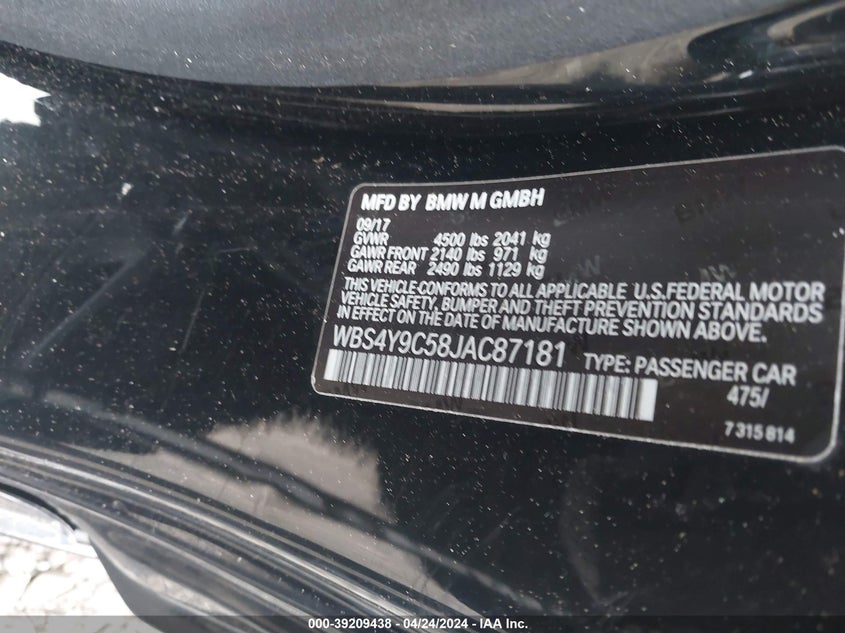 MFD BY BMW M GMBH
09/17
GVWR 4500 lbs 2041 kg
GAWR FRONT 2140 lbs 971 kg
GAWR REAR 2490 lbs 1129 kg
THIS VEHICLE CONFORMS TO ALL APPLICABLE U.S.FEDERAL MOTOR
VEHICLE SAFETY, BUMPER AND THEFT PREVENTION STANDARDS
IN EFFECT ON THE DATE OF MANUFACTURE SHOWN ABOVE.
WBS4Y9C58JAC87181 TYPE: PASSENGER CAR
475/
7 315 814
000-39209438 - 04/24/2024 - IAA Inc.